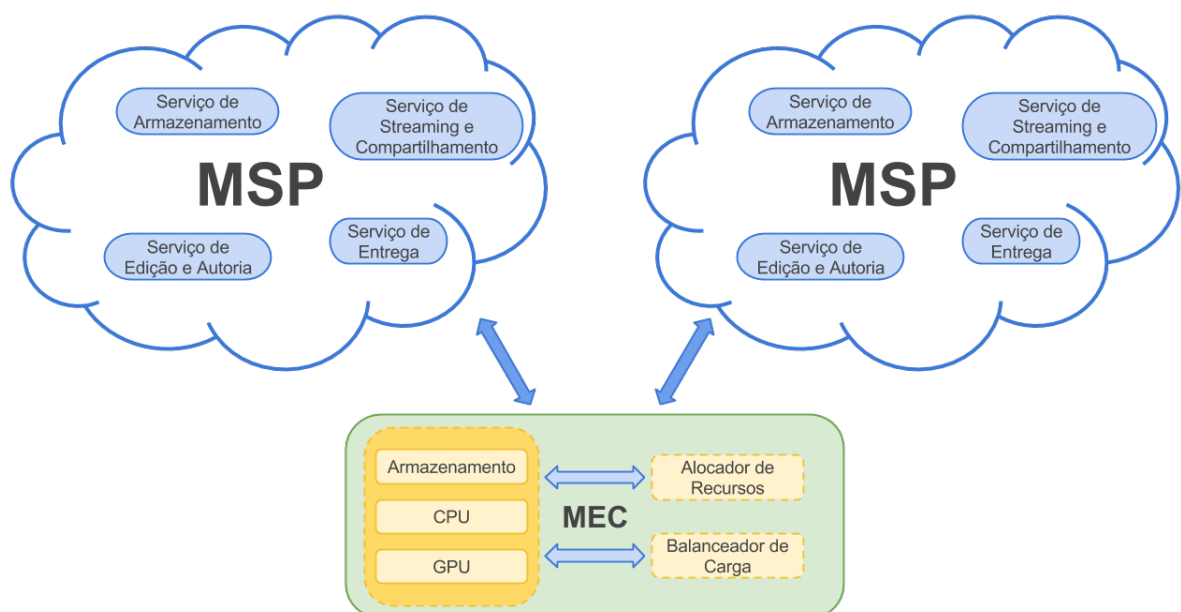 Serviço de
Armazenamento
Serviço de
Streaming e
Compartilhamento
MSP
Serviço de
Edição e Autoria
Serviço de
Entrega
Serviço de
Armazenamento
Serviço de
Streaming e
Compartilhamento
MSP
Serviço de
Edição e Autoria
Serviço de
Entrega
Armazenamento
CPU
GPU
MEC
Alocador de
Recursos
Balanceador de
Carga